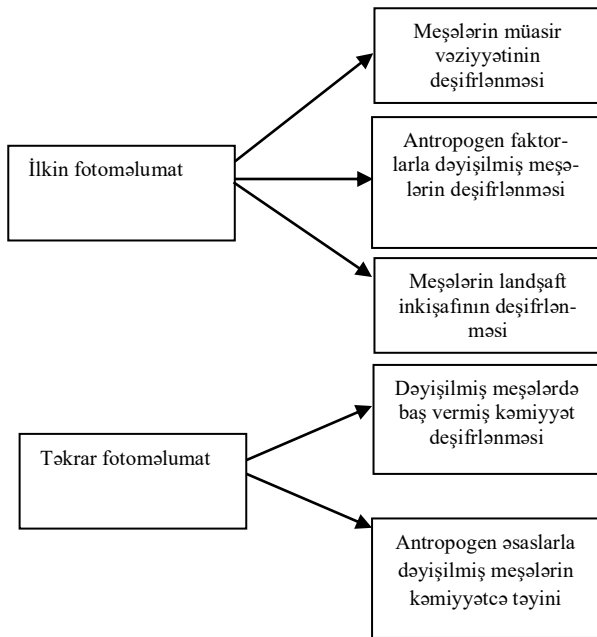 Meşələrin müasir
vəziyyətinin
deşifrlənməsi
İlkin fotoməlumat
Antropogen faktor-
larla dəyişilmiş meşə-
lərin deşifrlənməsi
Meşələrin landşaft
inkişafının deşifrlən-
məsi
Dəyişilmiş meşələrdə
baş vermiş kəmiyyət
deşifrlənməsi
Təkrar fotoməlumat
Antropogen əsaslarla
dəyişilmiş meşələrin
kəmiyyətcə təyini